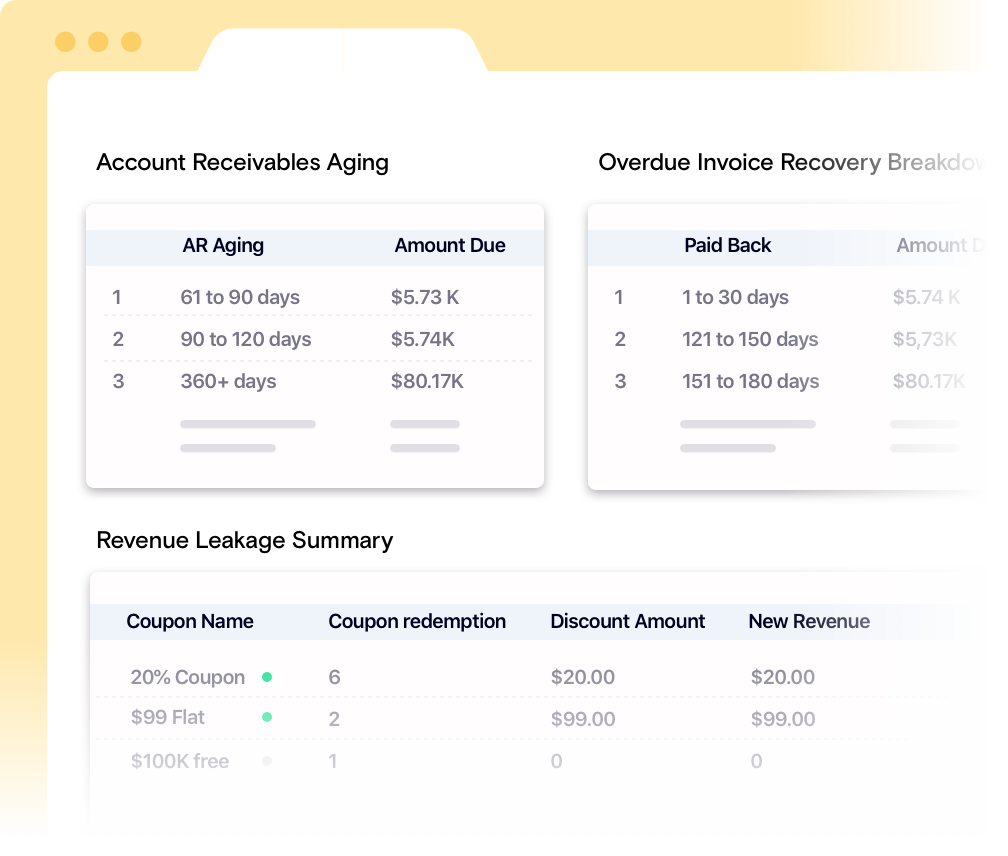 Account Receivables Aging
AR Aging Amount Due
1 61 to 90 days $5.73 K
2 90 to 120 days $5.74K
3 360+ days $80.17K
Overdue Invoice Recovery Breakdow
Paid Back Amount D
1 1 to 30 days $5.74 K
2 121 to 150 days $5,73K
3 151 to 180 days $80.17K
Revenue Leakage Summary
Coupon Name Coupon redemption Discount Amount New Revenue
20% Coupon 6 $20.00 $20.00
$99 Flat 2 $99.00 $99.00
$100K free 1 0 0